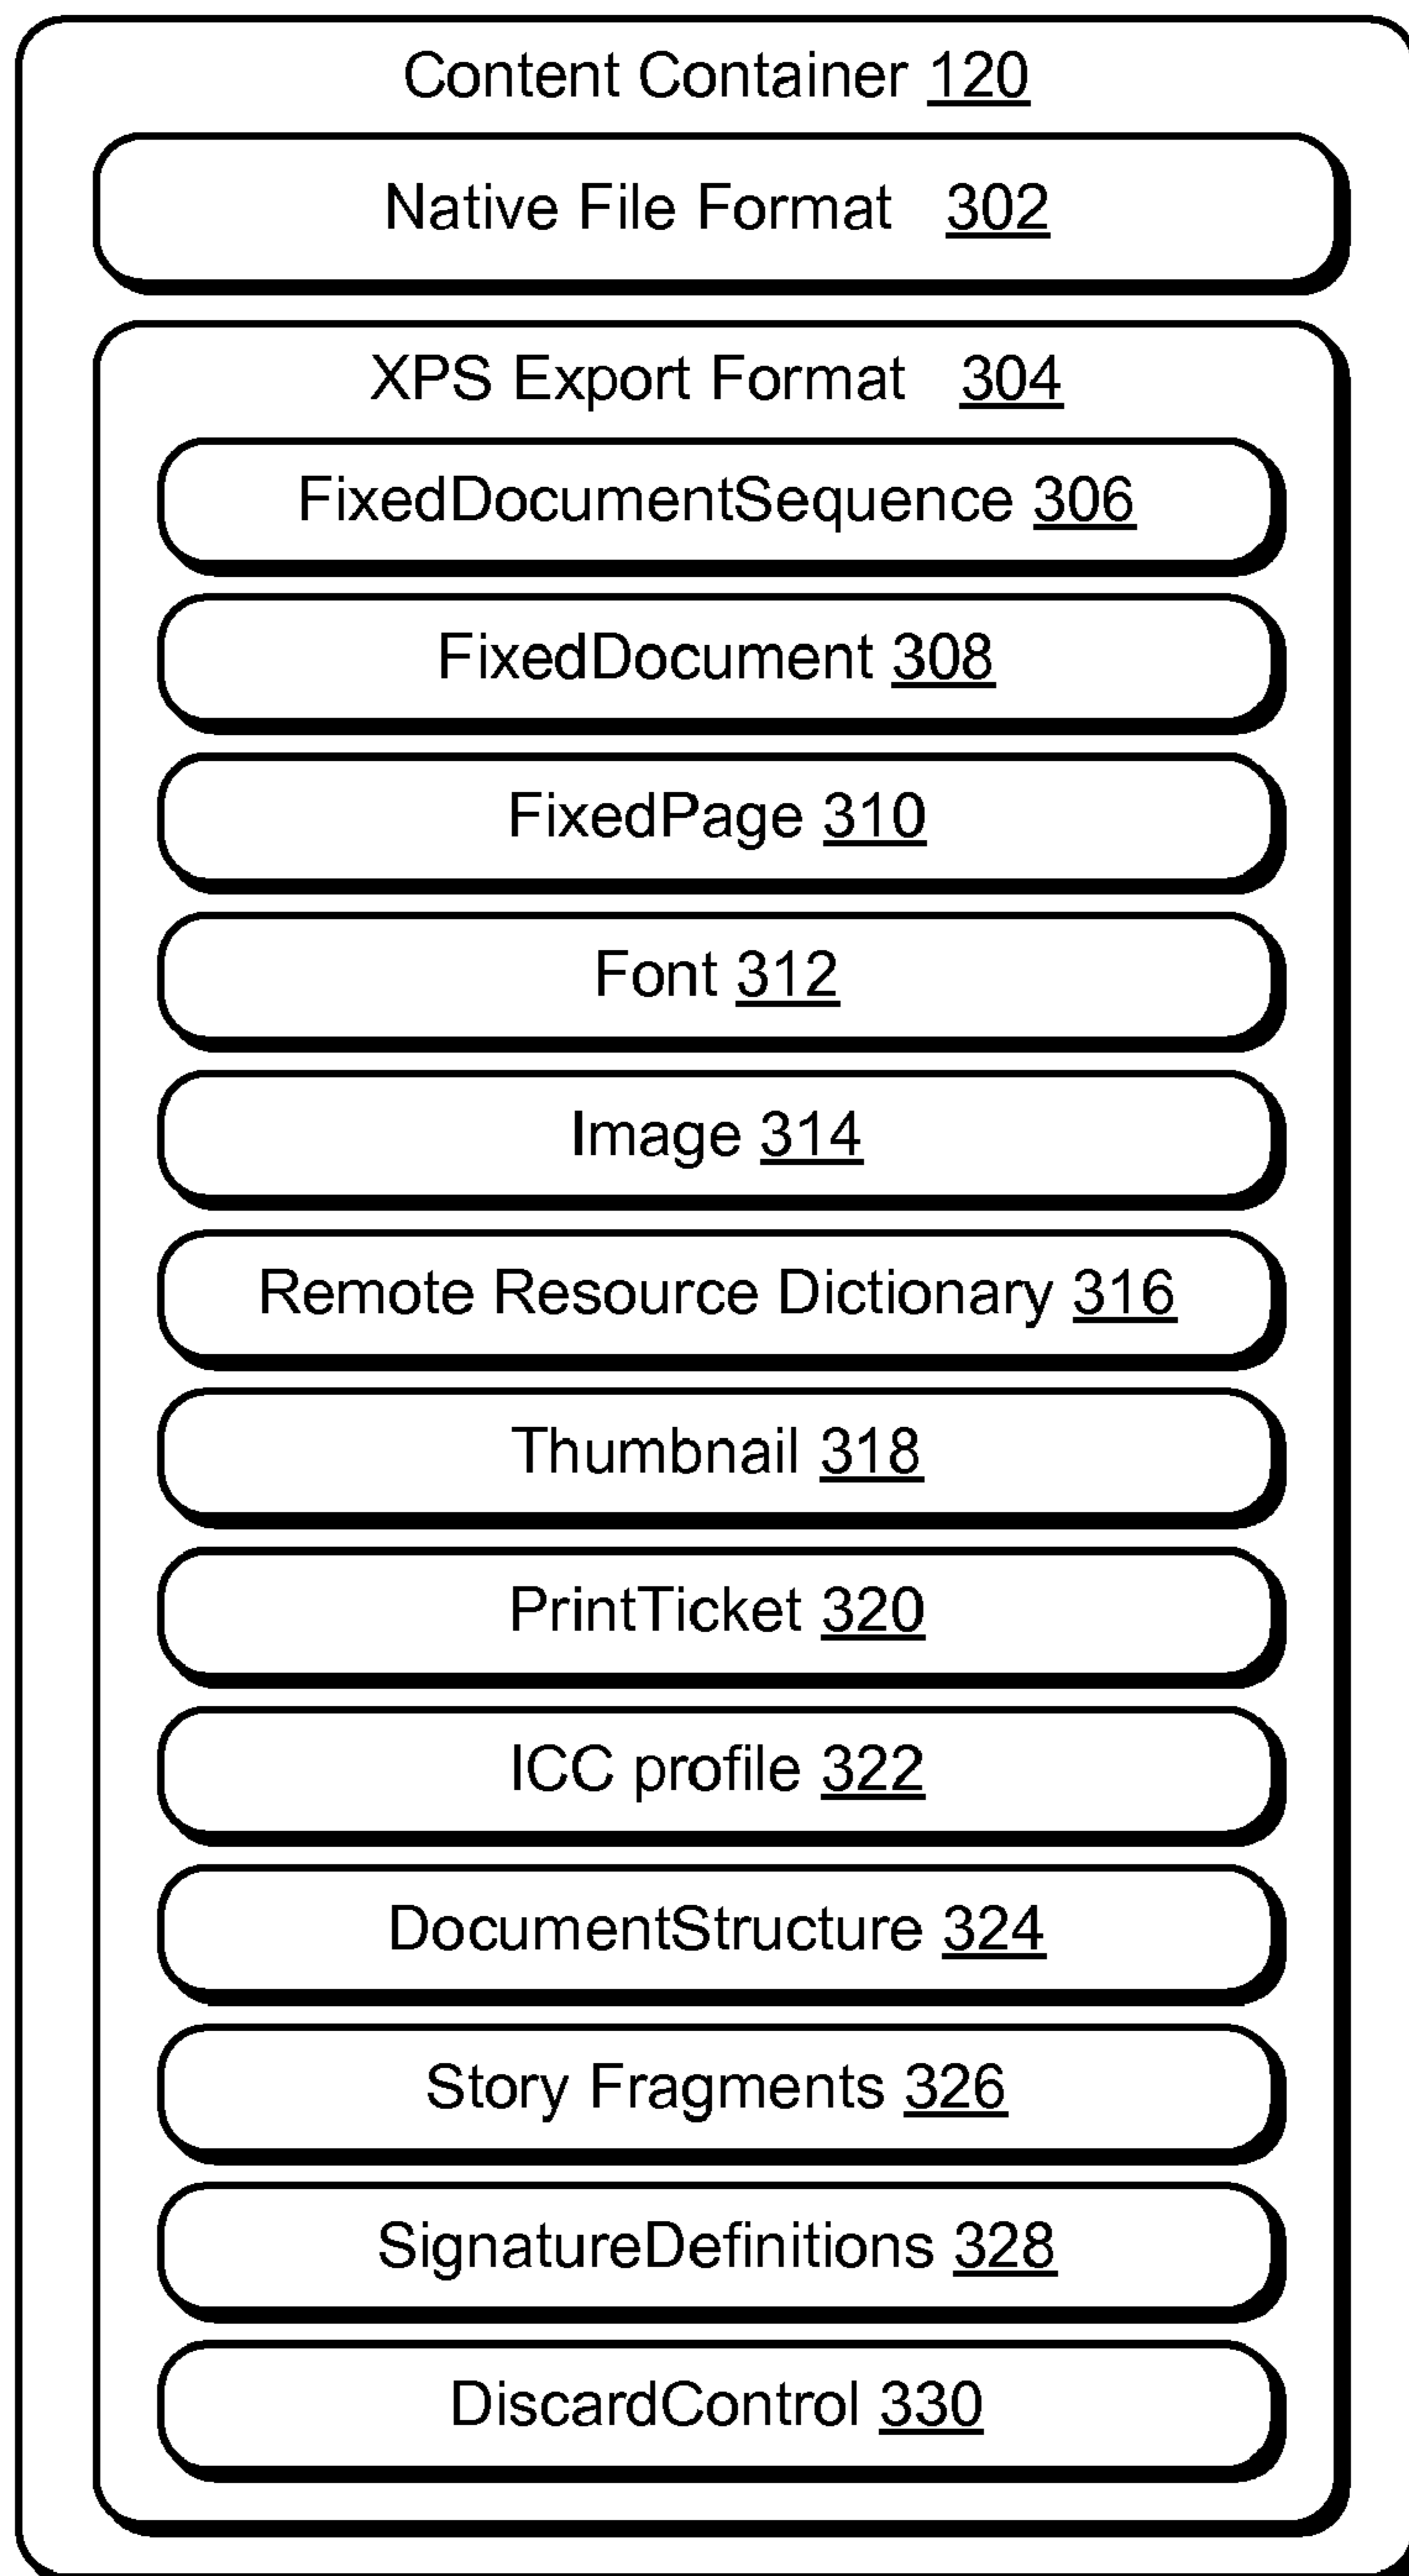 Content Container 120
Native File Format 302
XPS Export Format 304
FixedDocumentSequence 306
FixedDocument 308
FixedPage 310
Font 312
Image 314
Remote Resource Dictionary 316
Thumbnail 318
PrintTicket 320
ICC profile 322
DocumentStructure 324
Story Fragments 326
SignatureDefinitions 328
DiscardControl 330